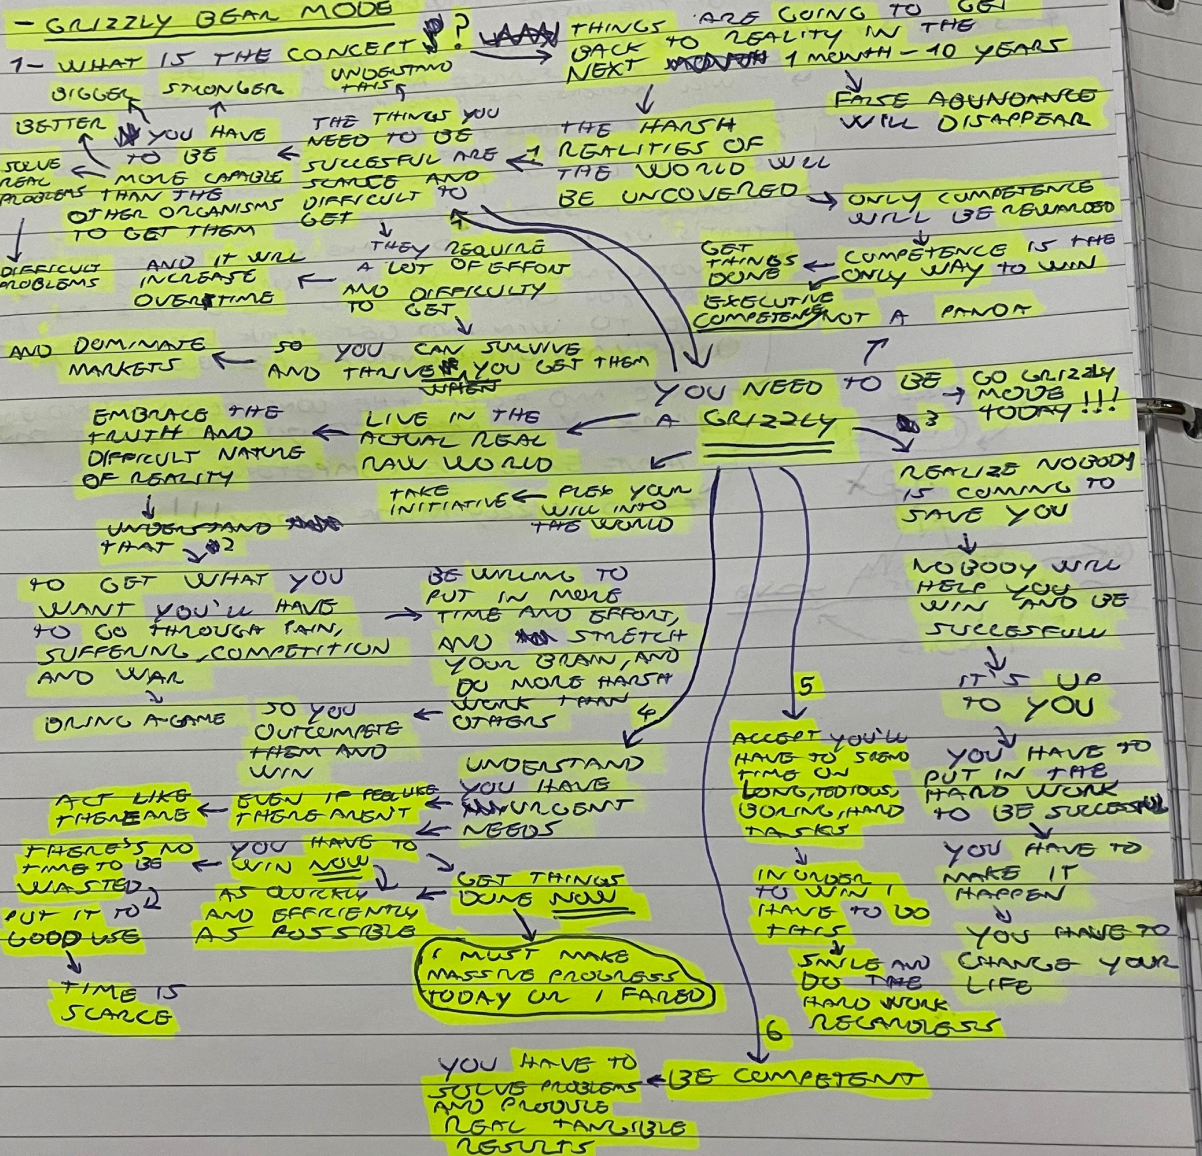 - GRIZZLY BEAR MODE
1- WHAT IS THE CONCEPT?
THINGS ARE GOING TO GET
BACK TO REALITY IN THE
NEXT 1 MONTH - 10 YEARS
FALSE ABUNDANCE
WILL DISAPPEAR
THE HARSH
REALITIES OF
THE WORLD WILL
BE UNCOVERED
ONLY COMPETENCE
WILL BE REWARDED
COMPETENCE IS THE
ONLY WAY TO WIN
GET
THINGS
DONE
EXECUTIVE
COMPETENCE
1
THE THINGS YOU
NEED TO BE
SUCCESFUL ARE
SCARCE AND
DIFFICULT TO
GET
UNDERSTAND
THIS
YOU HAVE
TO BE
MORE CAPABLE
THAN THE
OTHER ORGANISMS
TO GET THEM
BIGGER
STRONGER
BETTER
SOLVE
REAL
PROBLEMS
DIFFICULT
PROBLEMS
THEY REQUIRE
A LOT OF EFFORT
AND DIFFICULTY
TO GET
AND IT WILL
INCREASE
OVERTIME
SO YOU CAN SURVIVE
AND THRIVE YOU GET THEM
WHEN
AND DOMINATE
MARKETS
YOU NEED TO BE
A GRIZZLY
NOT A PANDA
GO GRIZZLY
MODE
TODAY!!!
LIVE IN THE
ACTUAL REAL
RAW WORLD
EMBRACE THE
TRUTH AND
DIFFICULT NATURE
OF REALITY
UNDERSTAND
THAT
2
TO GET WHAT YOU
WANT YOU'LL HAVE
TO GO THROUGH PAIN,
SUFFERING, COMPETITION
AND WAR
BRING A-GAME
BE WILLING TO
PUT IN MORE
TIME AND EFFORT,
AND STRETCH
YOUR BRAIN, AND
DO MORE HARSH
WORK THAN
OTHERS
SO YOU
OUTCOMPETE
THEM AND
WIN
FLEX YOUR
WILL INTO
THE WORLD
TAKE
INITIATIVE
3
REALIZE NOBODY
IS COMING TO
SAVE YOU
NOBODY WILL
HELP YOU
WIN AND BE
SUCCESFULL
IT'S UP
TO YOU
YOU HAVE TO
PUT IN THE
HARD WORK
TO BE SUCCESSFUL
YOU HAVE TO
MAKE IT
HAPPEN
YOU HAVE TO
CHANGE YOUR
LIFE
4
UNDERSTAND
YOU HAVE
URGENT
NEEDS
EVEN IF FEEL LIKE
THERE AREN'T
ACT LIKE
THERE ARE
YOU HAVE TO
WIN NOW
THERE'S NO
TIME TO BE
WASTED
PUT IT TO
GOOD USE
TIME IS
SCARCE
GET THINGS
DONE NOW
AS QUICKLY
AND EFFICIENTLY
AS POSSIBLE
I MUST MAKE
MASSIVE PROGRESS
TODAY OR I FAILED
5
ACCEPT YOU'LL
HAVE TO SPEND
TIME ON
LONG, TEDIOUS,
BORING, HARD
TASKS
IN ORDER
TO WIN I
HAVE TO DO
THIS
SMILE AND
DO THE
HARD WORK
REGARDLESS
6
BE COMPETENT
YOU HAVE TO
SOLVE PROBLEMS
AND PRODUCE
REAL TANGIBLE
RESULTS